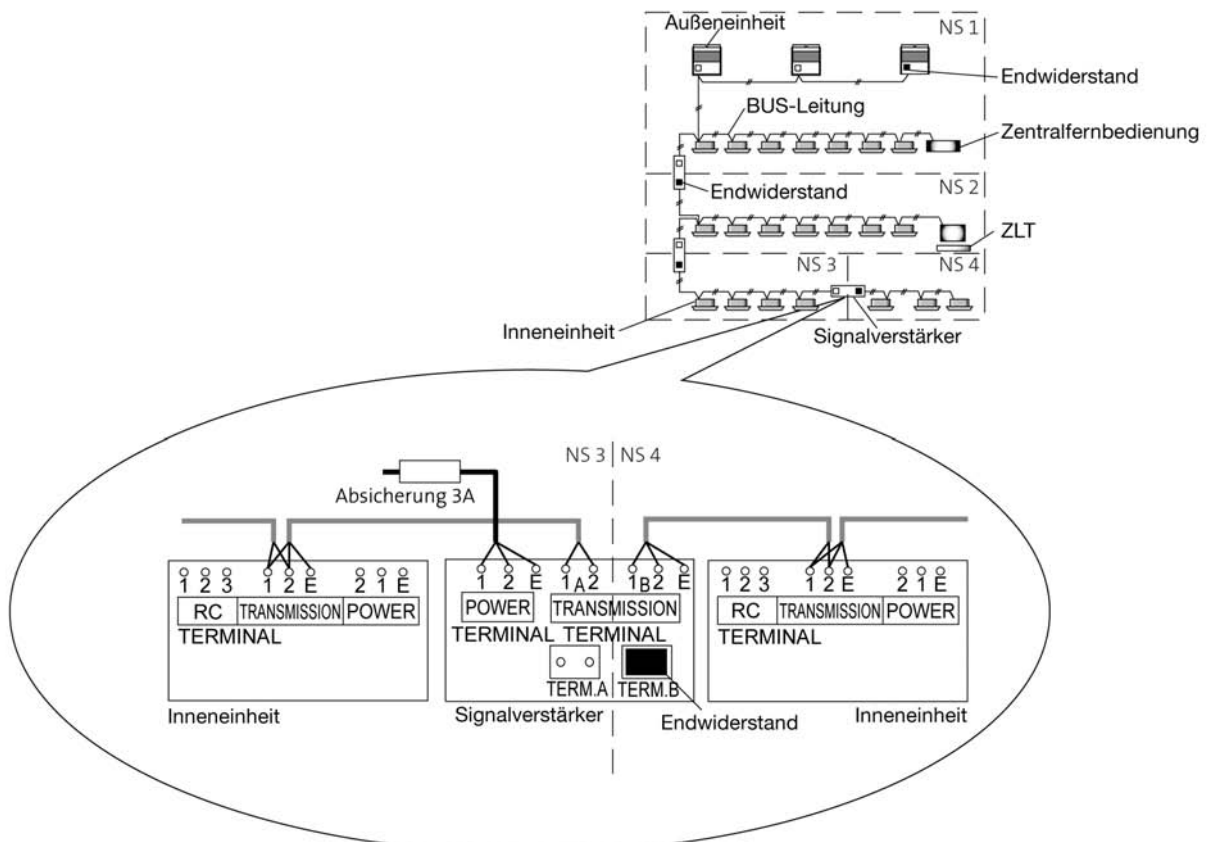 Außeneinheit
NS 1
Endwiderstand
BUS-Leitung
Zentralfernbedienung
Endwiderstand
NS 2
ZLT
NS 3
NS 4
Inneneinheit
Signalverstärker
NS 3 NS 4
Absicherung 3A
1 2 3 1 2 E 2 1 E
RC TRANSMISSION POWER
TERMINAL
Inneneinheit
1 2 E 1 A 2 1 B 2 E
POWER TRANSMISSION
TERMINAL TERMINAL
TERM.A TERM.B
Signalverstärker
Endwiderstand
1 2 3 1 2 E 2 1 E
RC TRANSMISSION POWER
TERMINAL
Inneneinheit